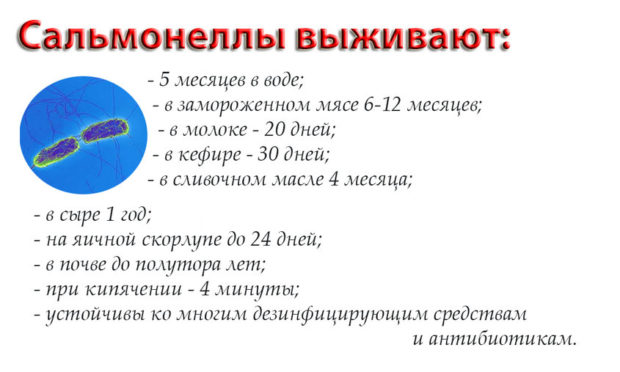 Сальмонеллы выживают:
- 5 месяцев в воде;
- в замороженном мясе 6-12 месяцев;
- в молоке - 20 дней;
- в кефире - 30 дней;
- в сливочном масле 4 месяца;
- в сыре 1 год;
- на яичной скорлупе до 24 дней;
- в почве до полутора лет;
- при кипячении - 4 минуты;
- устойчивы ко многим дезинфицирующим средствам
и антибиотикам.